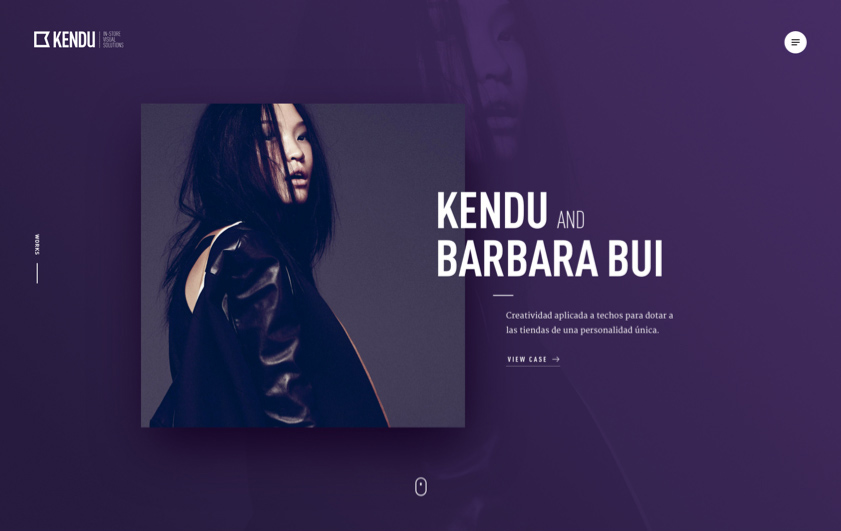 KENDU
IN-STORE
VISUAL
SOLUTIONS
WORKS
KENDU AND
BARBARA BUI
Creatividad aplicada a techos para dotar a
las tiendas de una personalidad única.
VIEW CASE